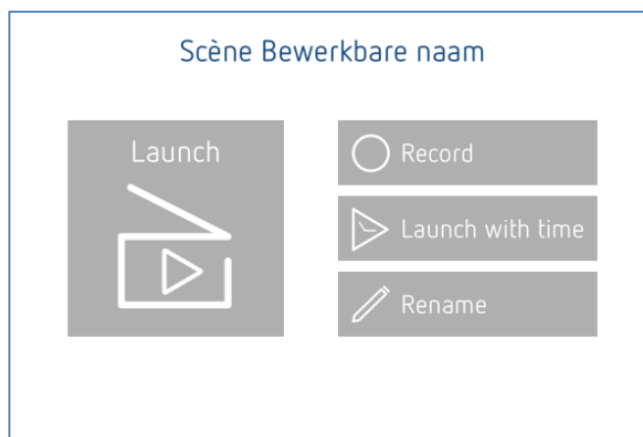 Scène Bewerkbare naam
Launch
Record
Launch with time
Rename